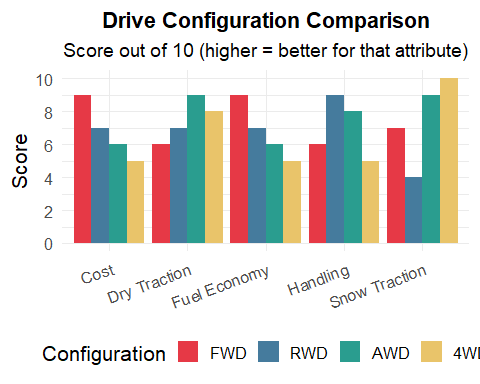 Drive Configuration Comparison
Score out of 10 (higher = better for that attribute)
Score
10
8
6
4
2
0
Cost
Dry Traction
Fuel Economy
Handling
Snow Traction
Configuration FWD RWD AWD 4WD